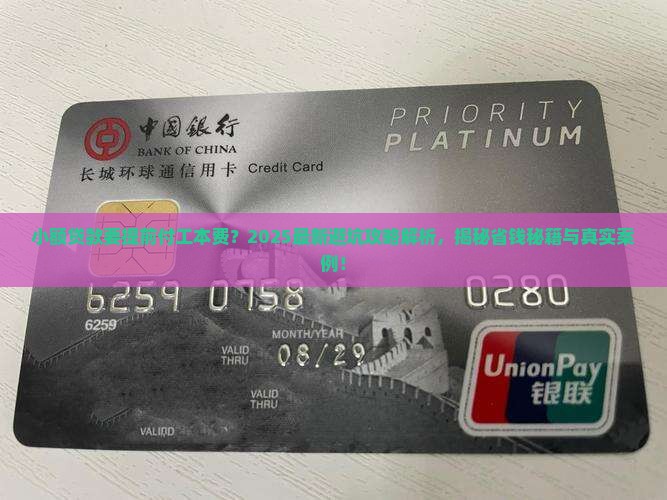 中国银行
BANK OF CHINA
长城环球通信用卡 Credit Card
PRIORITY
PLATINUM
小额贷款要提前付工本费？2025最新避坑攻略解析，揭秘省钱秘籍与真实案
例！
6259 0758 0280
6259
MONTH/YEAR
VALID
THRU
08/29
VALID
THRU
VALID
UnionPay
银联